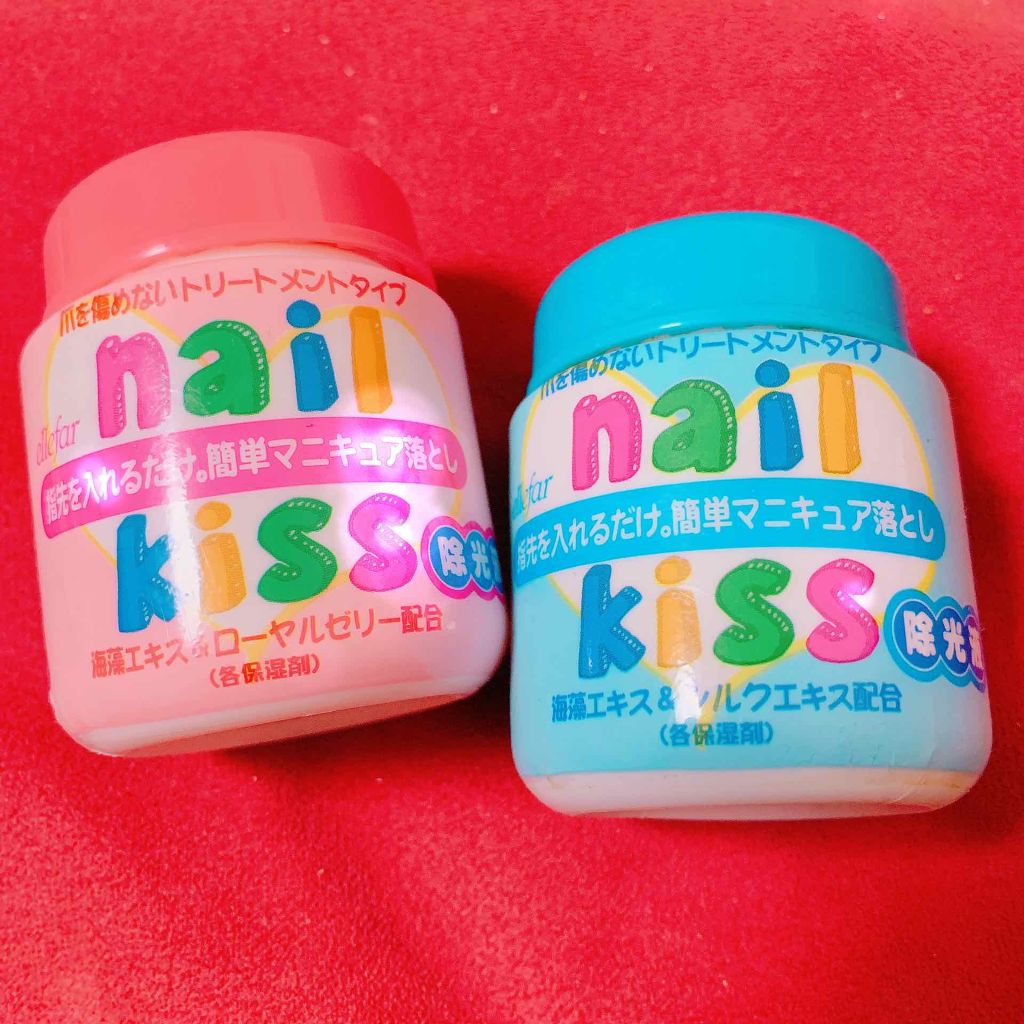 爪を傷めないトリートメントタイプ
nail
ellefar
指先を入れるだけ。簡単マニキュア落とし
kiss
除光液
海藻エキス&ローヤルゼリー配合
(各保湿剤)
爪を傷めないトリートメントタイプ
nail
ellefar
指先を入れるだけ。簡単マニキュア落とし
kiss
除光液
海藻エキス&シルクエキス配合
(各保湿剤)